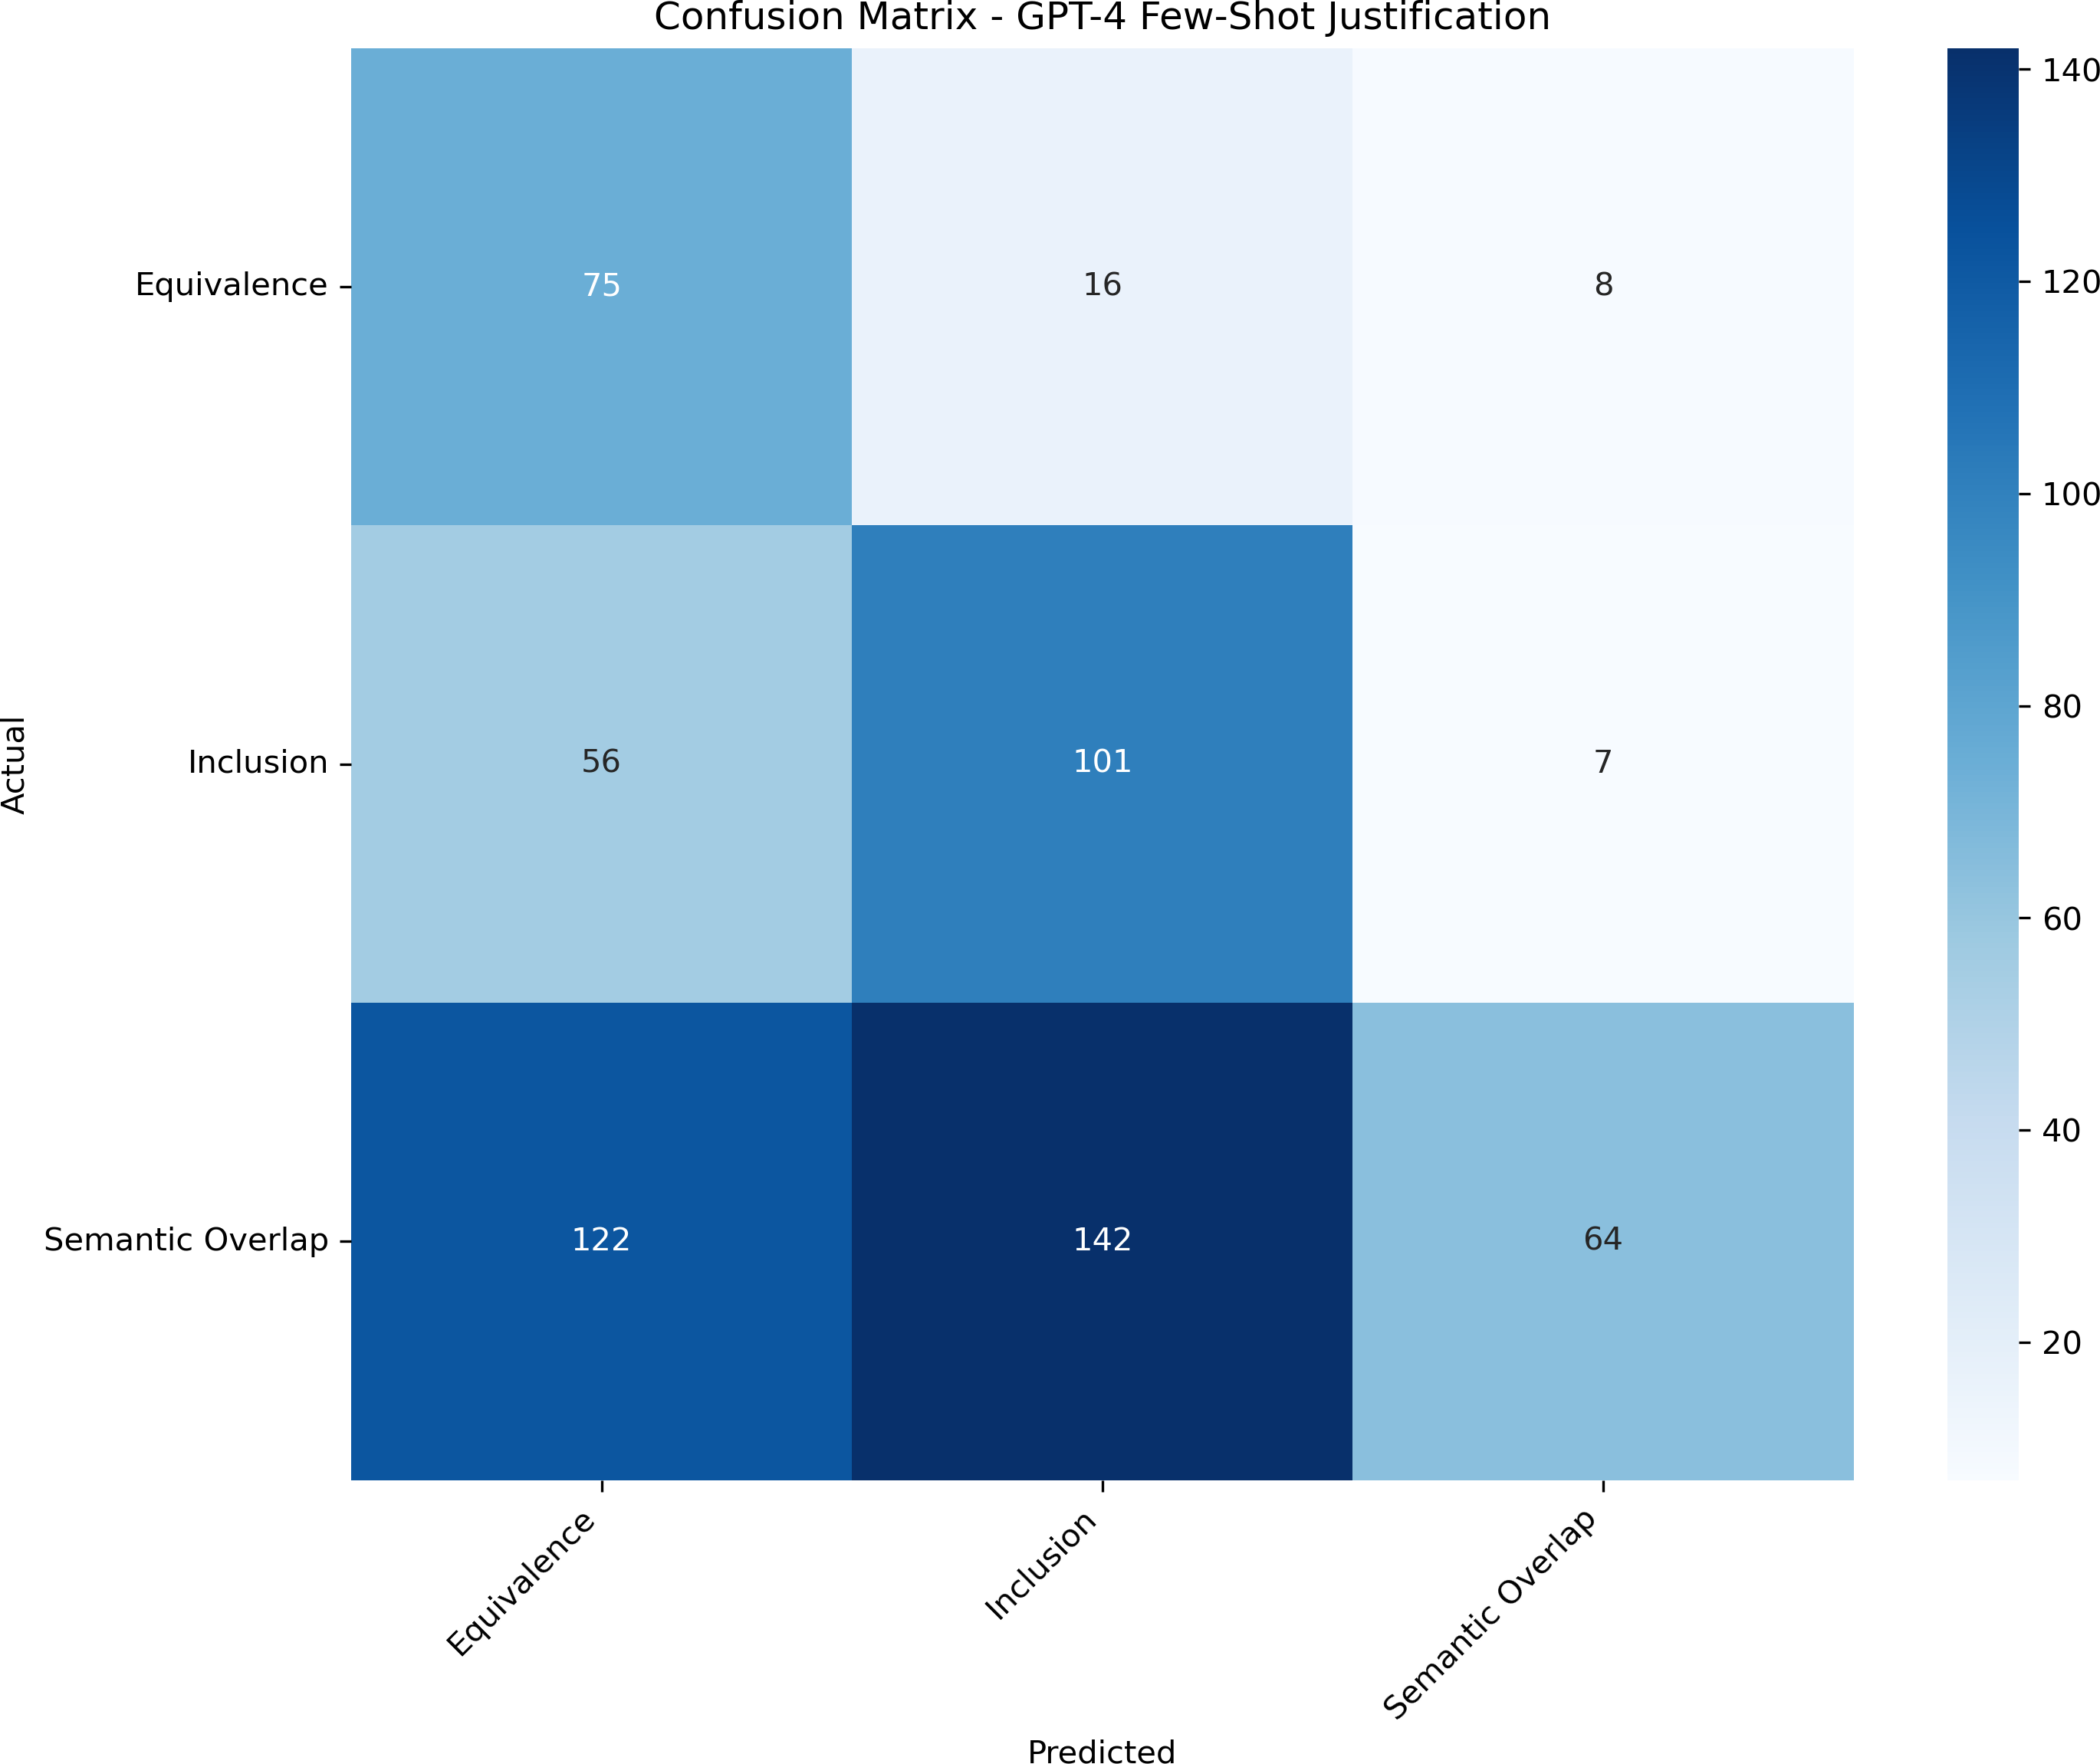 Confusion Matrix - GPT-4 Few-Shot Justification
Actual
Equivalence
75
16
8
Inclusion
56
101
7
Semantic Overlap
122
142
64
Equivalence
Inclusion
Semantic Overlap
Predicted
140
120
100
80
60
40
20